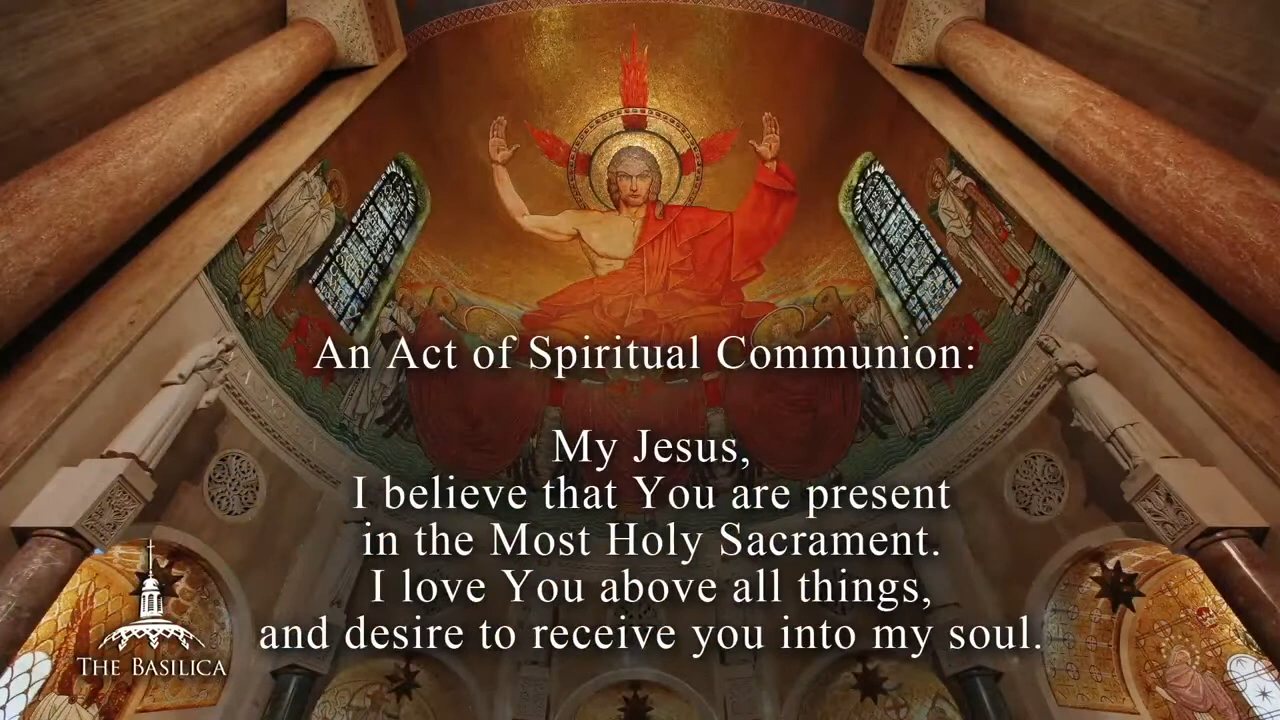 An Act of Spiritual Communion:
My Jesus,
I believe that You are present
in the Most Holy Sacrament.
I love You above all things,
and desire to receive you into my soul.
THE BASILICA